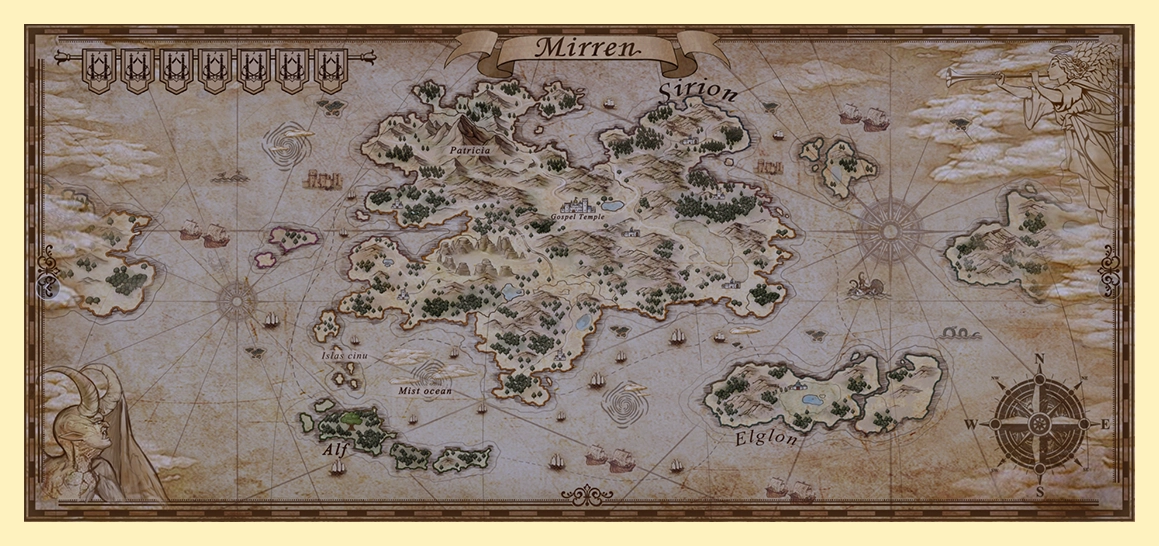 Mirren
Sirion
Patricia
Gospel Temple
Islas cinu
Mist ocean
Elglon
Alf
N
W
E
S